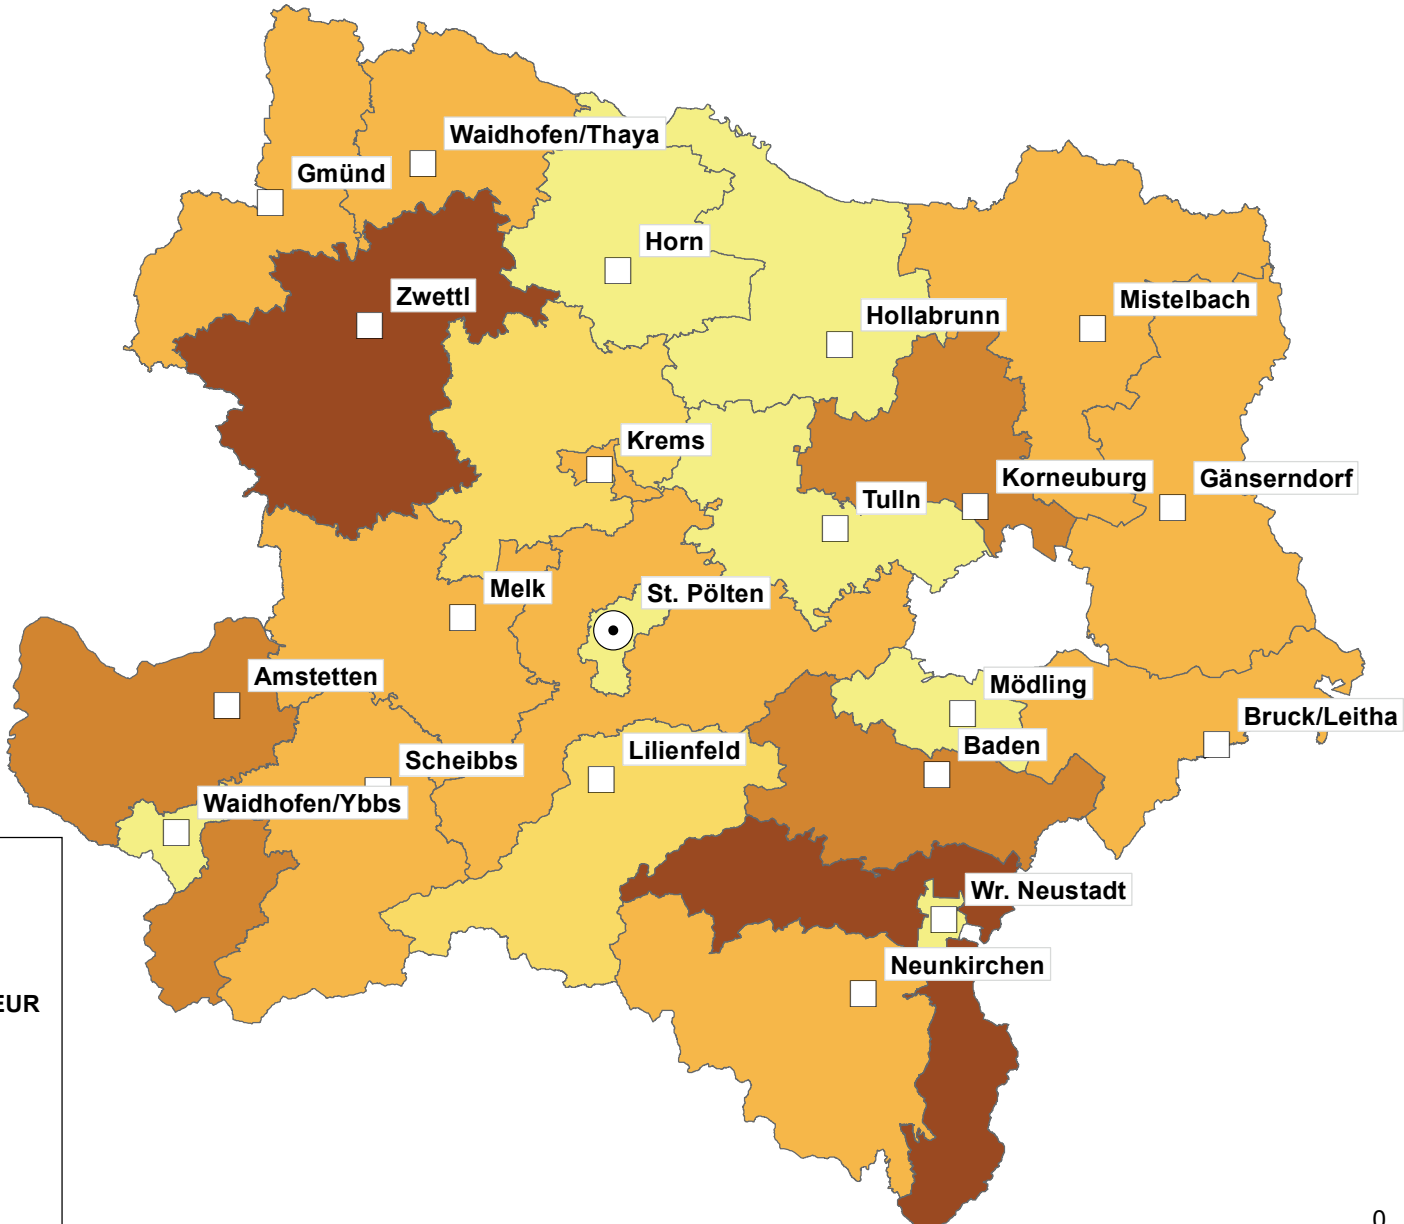 Waidhofen/Thaya
Gmünd
Horn
Zwettl
Mistelbach
Hollabrunn
Krems
Korneuburg
Gänserndorf
Tulln
Melk
St. Pölten
Amstetten
Mödling
Bruck/Leitha
Baden
Lilienfeld
Scheibbs
Waidhofen/Ybbs
Wr. Neustadt
Neunkirchen
EUR
0